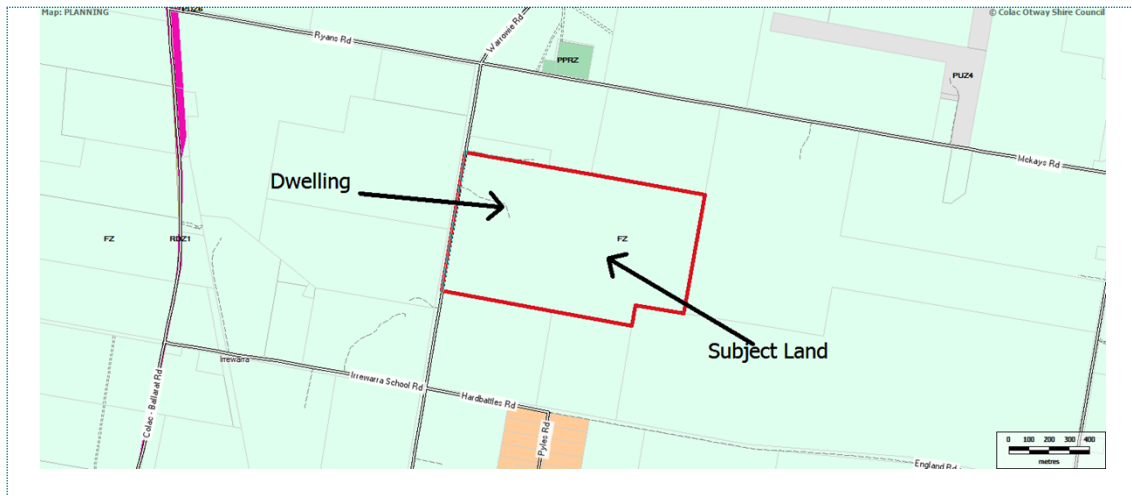 Map: PLANNING
© Colac Otway Shire Council
PUZ6
Ryans Rd
Warrowie Rd
PPRZ
PUZ4
Mckays Rd
Dwelling
FZ
RDZ1
FZ
Subject Land
Irrewarra
Irrewarra School Rd
Hardbattles Rd
Colac - Ballarat Rd
Pyles Rd
England Rd
0 100 200 300 400
metres